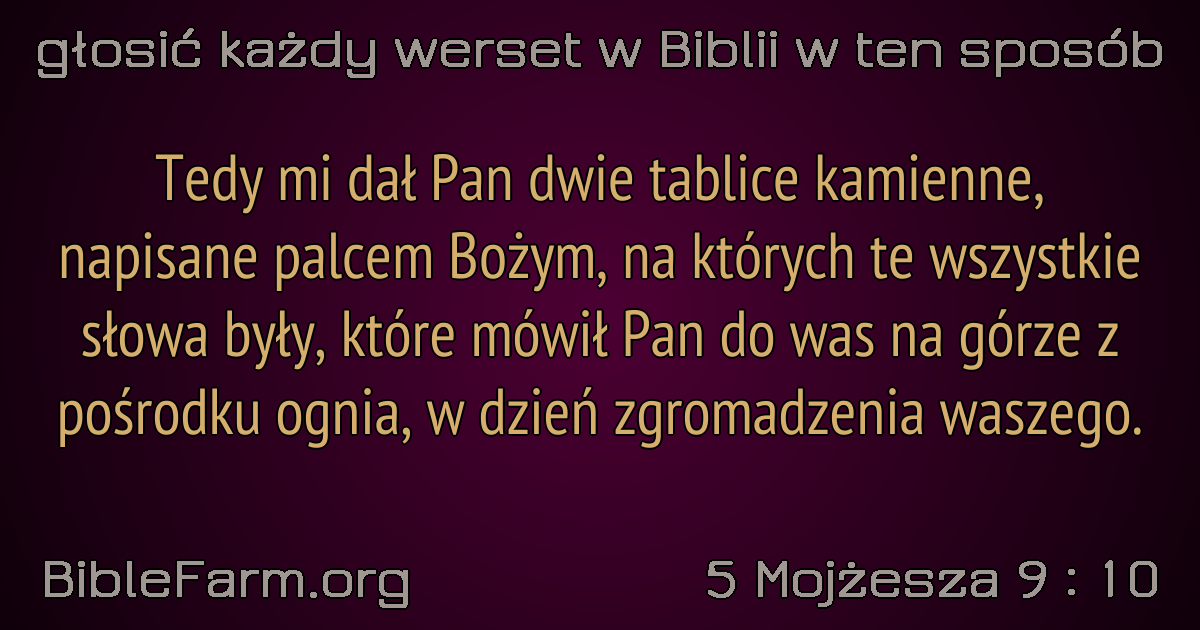 głosić każdy werset w Biblii w ten sposób
Tedy mi dał Pan dwie tablice kamienne,
napisane palcem Bożym, na których te wszystkie
słowa były, które mówił Pan do was na górze z
pośrodku ognia, w dzień zgromadzenia waszego.
BibleFarm.org
5 Mojżesza 9 : 10